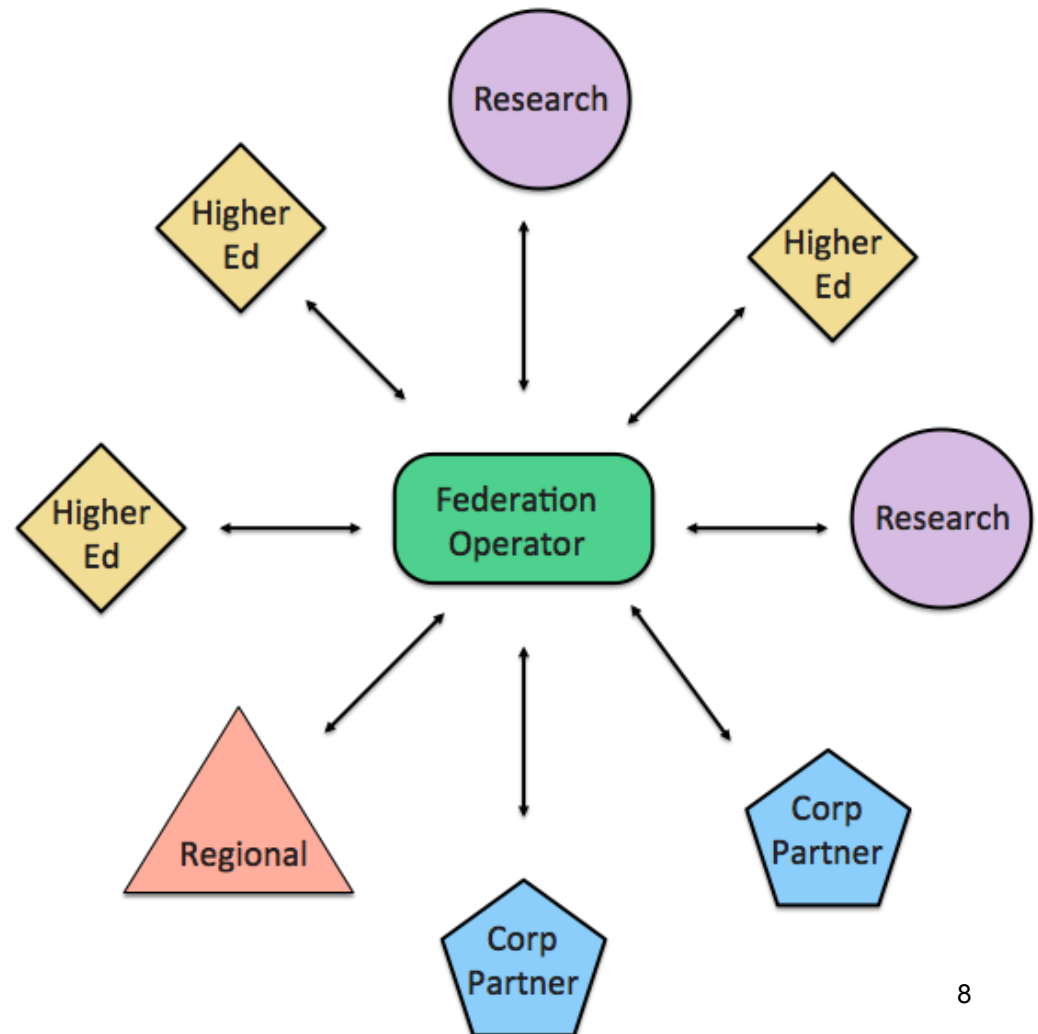 Research
Higher
Ed
Higher
Ed
Higher
Ed
Federation
Operator
Research
Regional
Corp
Partner
Corp
Partner
8